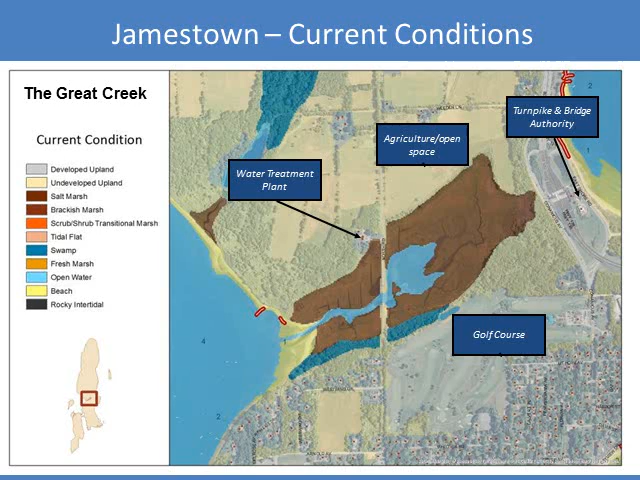 Jamestown – Current Conditions
The Great Creek
Current Condition
Developed Upland
Undeveloped Upland
Salt Marsh
Brackish Marsh
Scrub/Shrub Transitional Marsh
Tidal Flat
Swamp
Fresh Marsh
Open Water
Beach
Rocky Intertidal
Turnpike & Bridge
Authority
Agriculture/open
space
Water Treatment
Plant
Golf Course
2
1
4
2